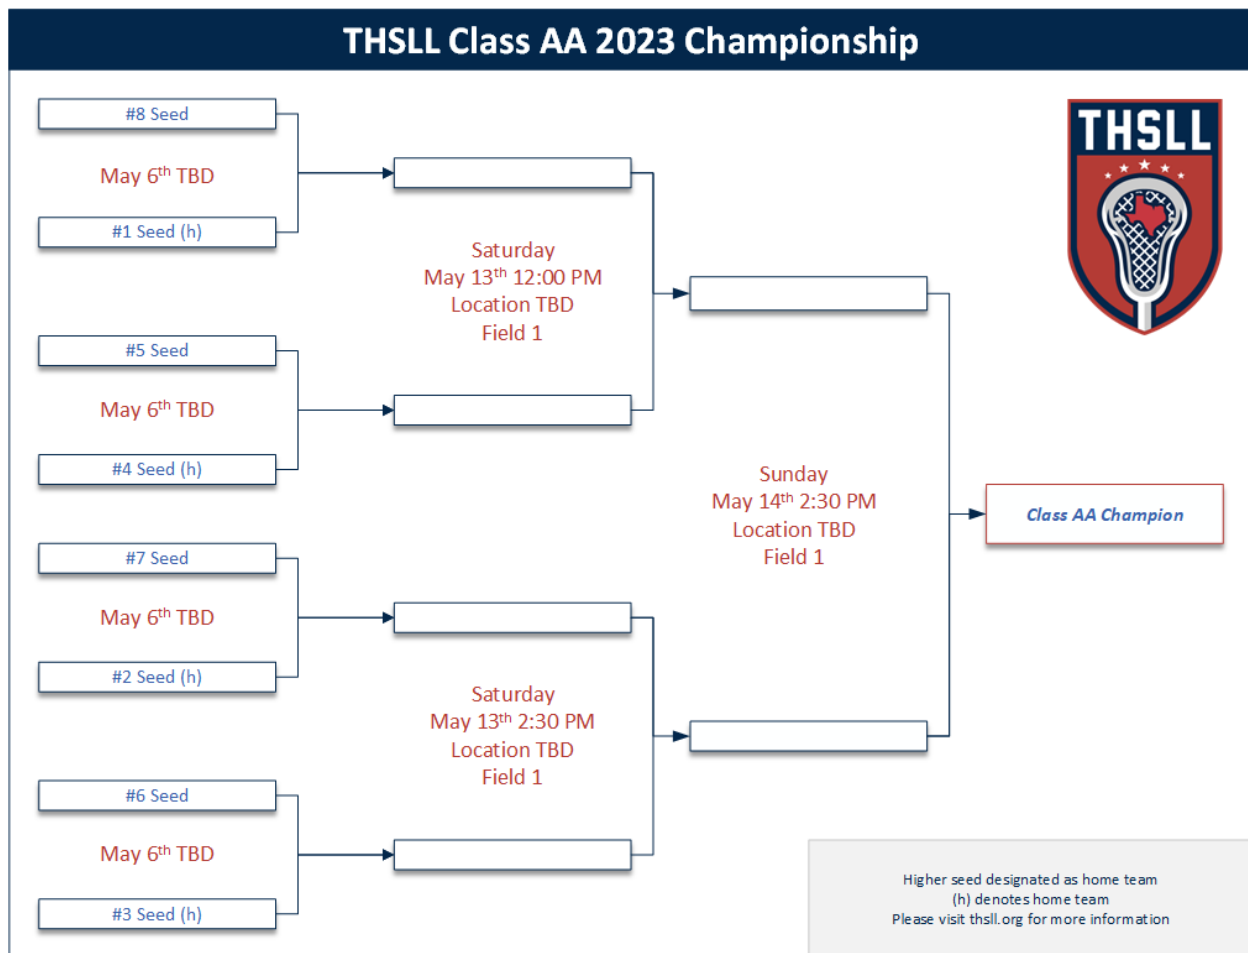 THSLL Class AA 2023 Championship
THSLL
#8 Seed
May 6th TBD
#1 Seed (h)
Saturday
May 13th 12:00 PM
Location TBD
Field 1
#5 Seed
May 6th TBD
#4 Seed (h)
Sunday
May 14th 2:30 PM
Location TBD
Field 1
Class AA Champion
#7 Seed
May 6th TBD
#2 Seed (h)
Saturday
May 13th 2:30 PM
Location TBD
Field 1
#6 Seed
May 6th TBD
#3 Seed (h)
Higher seed designated as home team
(h) denotes home team
Please visit thsll.org for more information